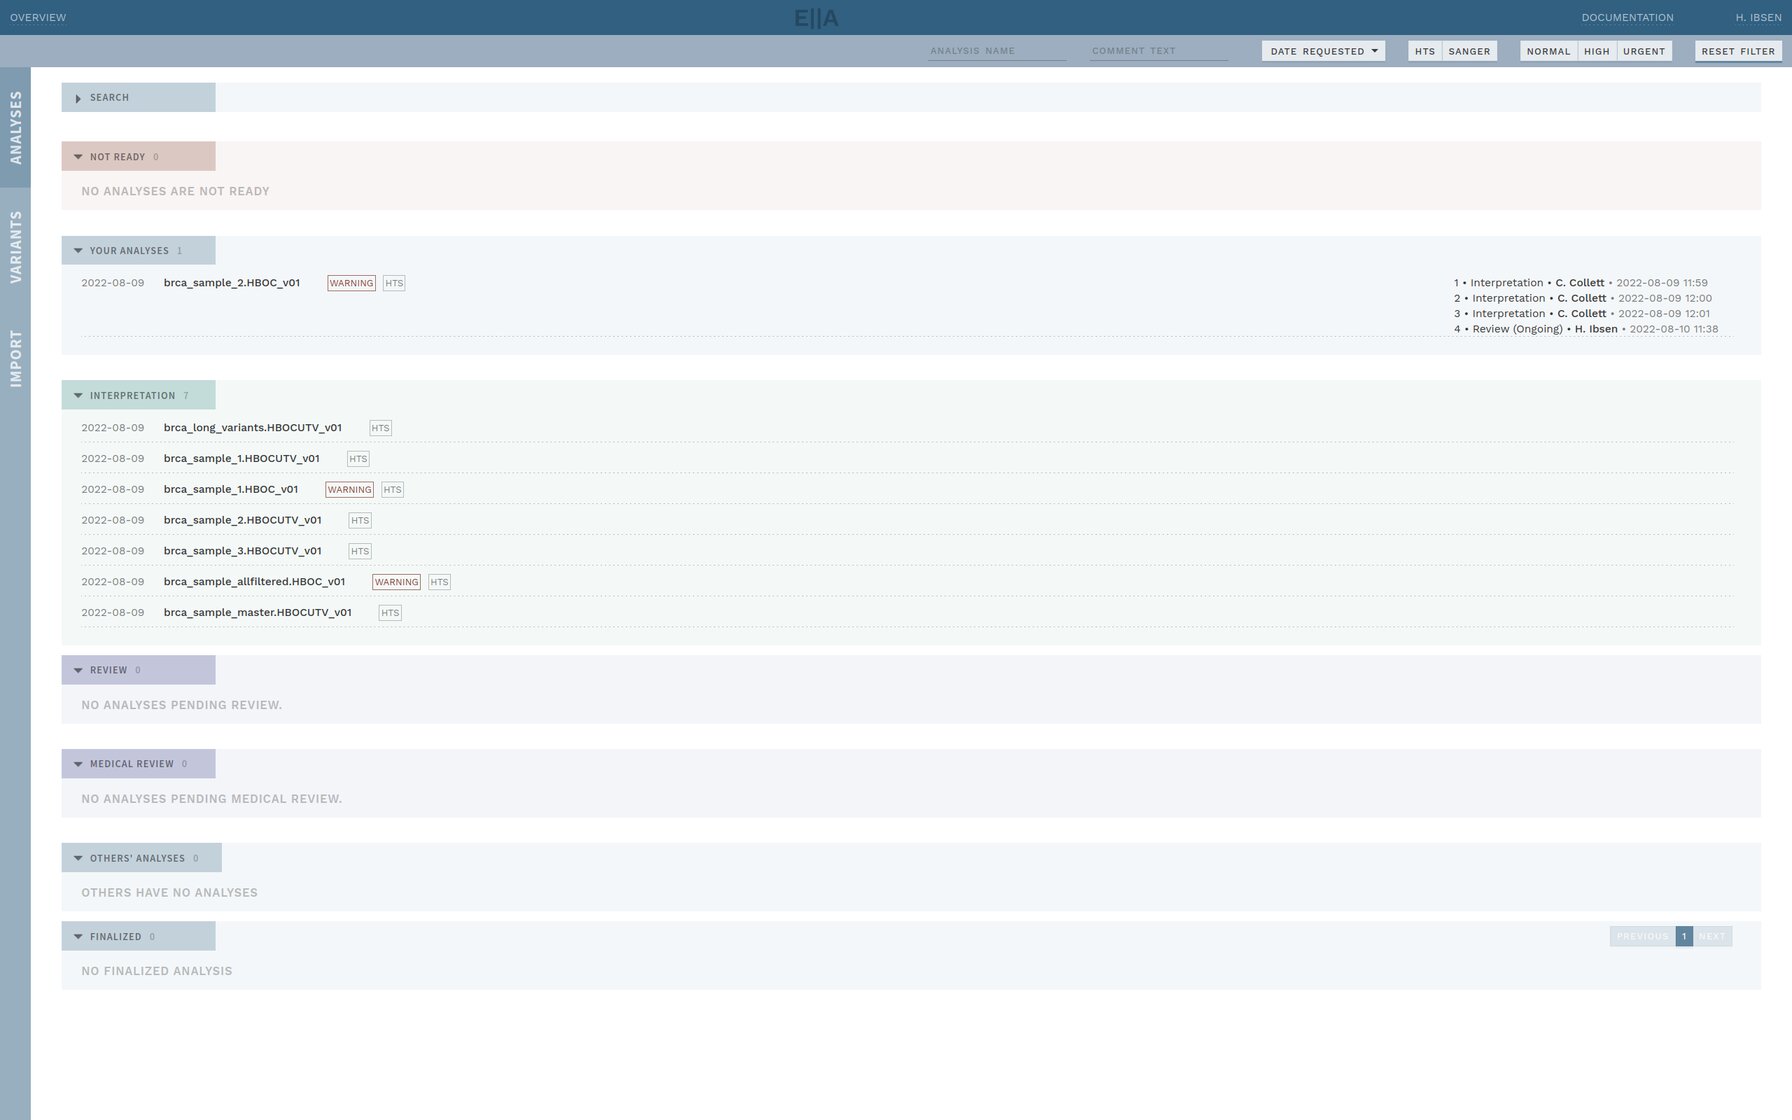 OVERVIEW E||A DOCUMENTATION H. IBSEN
ANALYSIS NAME COMMENT TEXT DATE REQUESTED HTS SANGER NORMAL HIGH URGENT RESET FILTER
ANALYSES
VARIANTS
IMPORT
SEARCH
NOT READY 0
NO ANALYSES ARE NOT READY
YOUR ANALYSES 1
2022-08-09 brca_sample_2.HBOC_v01 WARNING HTS
1 • Interpretation • C. Collett • 2022-08-09 11:59
2 • Interpretation • C. Collett • 2022-08-09 12:00
3 • Interpretation • C. Collett • 2022-08-09 12:01
4 • Review (Ongoing) • H. Ibsen • 2022-08-10 11:38
INTERPRETATION 7
2022-08-09 brca_long_variants.HBOCUTV_v01 HTS
2022-08-09 brca_sample_1.HBOCUTV_v01 HTS
2022-08-09 brca_sample_1.HBOC_v01 WARNING HTS
2022-08-09 brca_sample_2.HBOCUTV_v01 HTS
2022-08-09 brca_sample_3.HBOCUTV_v01 HTS
2022-08-09 brca_sample_allfiltered.HBOC_v01 WARNING HTS
2022-08-09 brca_sample_master.HBOCUTV_v01 HTS
REVIEW 0
NO ANALYSES PENDING REVIEW.
MEDICAL REVIEW 0
NO ANALYSES PENDING MEDICAL REVIEW.
OTHERS' ANALYSES 0
OTHERS HAVE NO ANALYSES
FINALIZED 0 PREVIOUS 1 NEXT
NO FINALIZED ANALYSIS